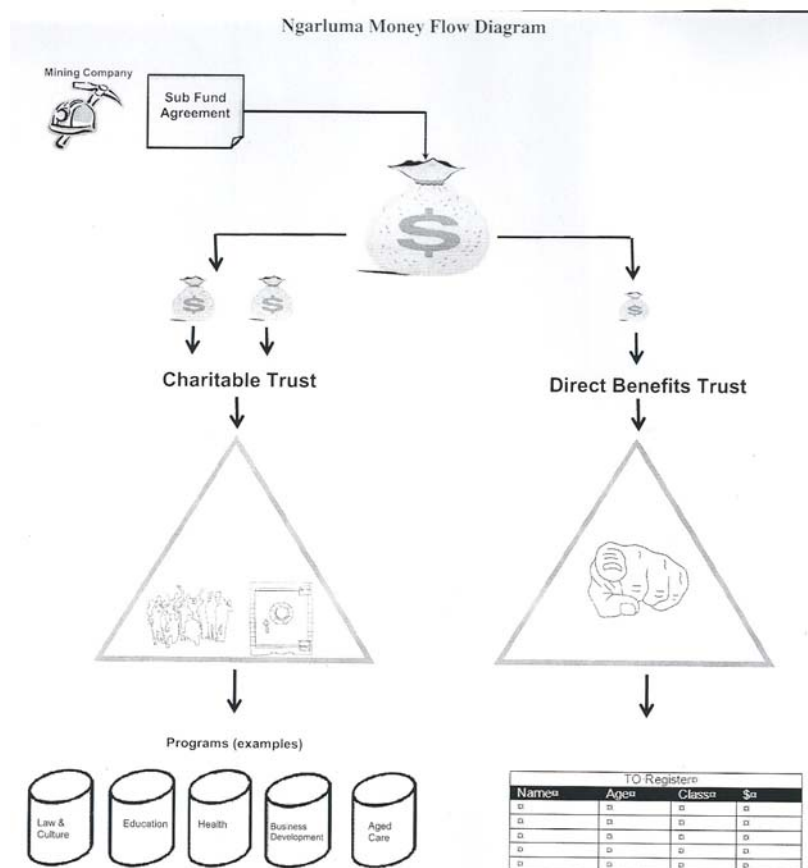 Ngarluma Money Flow Diagram
Mining Company
Sub Fund
Agreement
$
$ $
$
Charitable Trust
Direct Benefits Trust
Programs (examples)
Law &
Culture
Education
Health
Business
Development
Aged
Care
TO Register¤
Name¤ Age¤ Class¤ $¤
¤ ¤ ¤ ¤
¤ ¤ ¤ ¤
¤ ¤ ¤ ¤
¤ ¤ ¤ ¤
¤ ¤ ¤ ¤